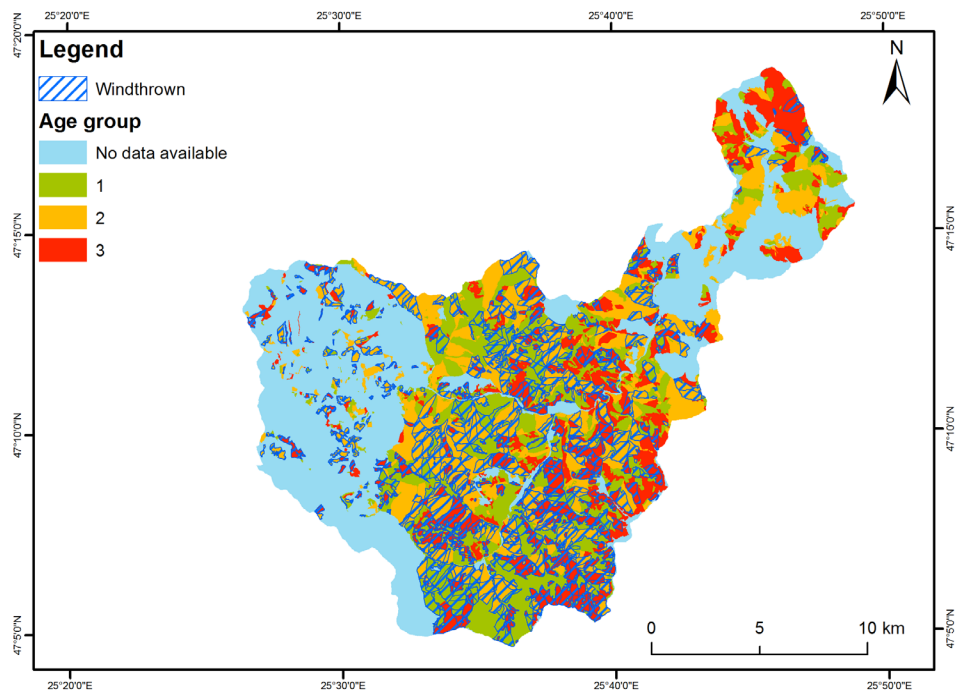 25°20'0"E 25°30'0"E 25°40'0"E 25°50'0"E
47°20'0"N
Legend
N
Windthrown
Age group
No data available
1
2
3
47°15'0"N 47°15'0"N
47°10'0"N 47°10'0"N
0 5 10 km
47°5'0"N 47°5'0"N
25°20'0"E 25°30'0"E 25°40'0"E 25°50'0"E